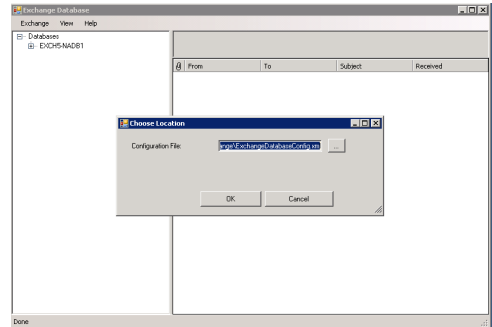 Exchange Database
Exchange View Help
Databases
EXCH5-NADB1
From To Subject Received
Choose Location
Configuration File: ange\ExchangeDatabaseConfig.xm ...
OK Cancel
Done